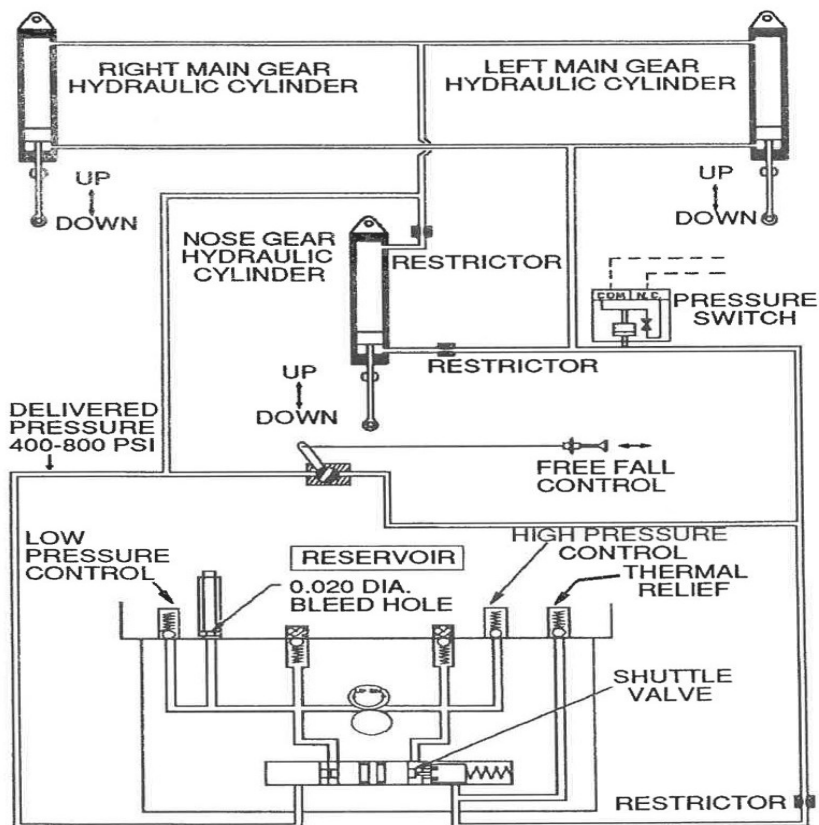 RIGHT MAIN GEAR
HYDRAULIC CYLINDER
LEFT MAIN GEAR
HYDRAULIC CYLINDER
UP
DOWN
UP
DOWN
NOSE GEAR
HYDRAULIC
CYLINDER
RESTRICTOR
COM N.C.
PRESSURE
SWITCH
RESTRICTOR
UP
DOWN
DELIVERED
PRESSURE
400-800 PSI
FREE FALL
CONTROL
LOW
PRESSURE
CONTROL
RESERVOIR
0.020 DIA.
BLEED HOLE
HIGH PRESSURE
CONTROL
THERMAL
RELIEF
SHUTTLE
VALVE
RESTRICTOR